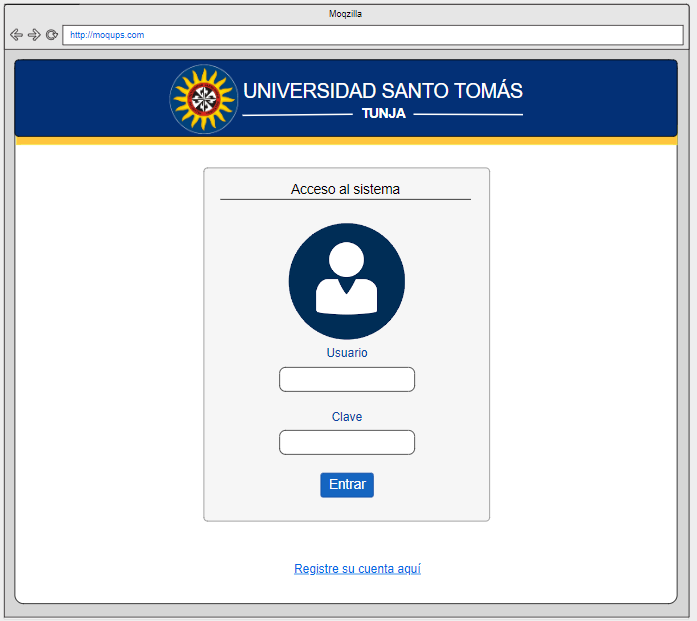 Moqzilla
http://moqups.com
UNIVERSIDAD SANTO TOMÁS
TUNJA
Acceso al sistema
Usuario
Clave
Entrar
Registre su cuenta aquí